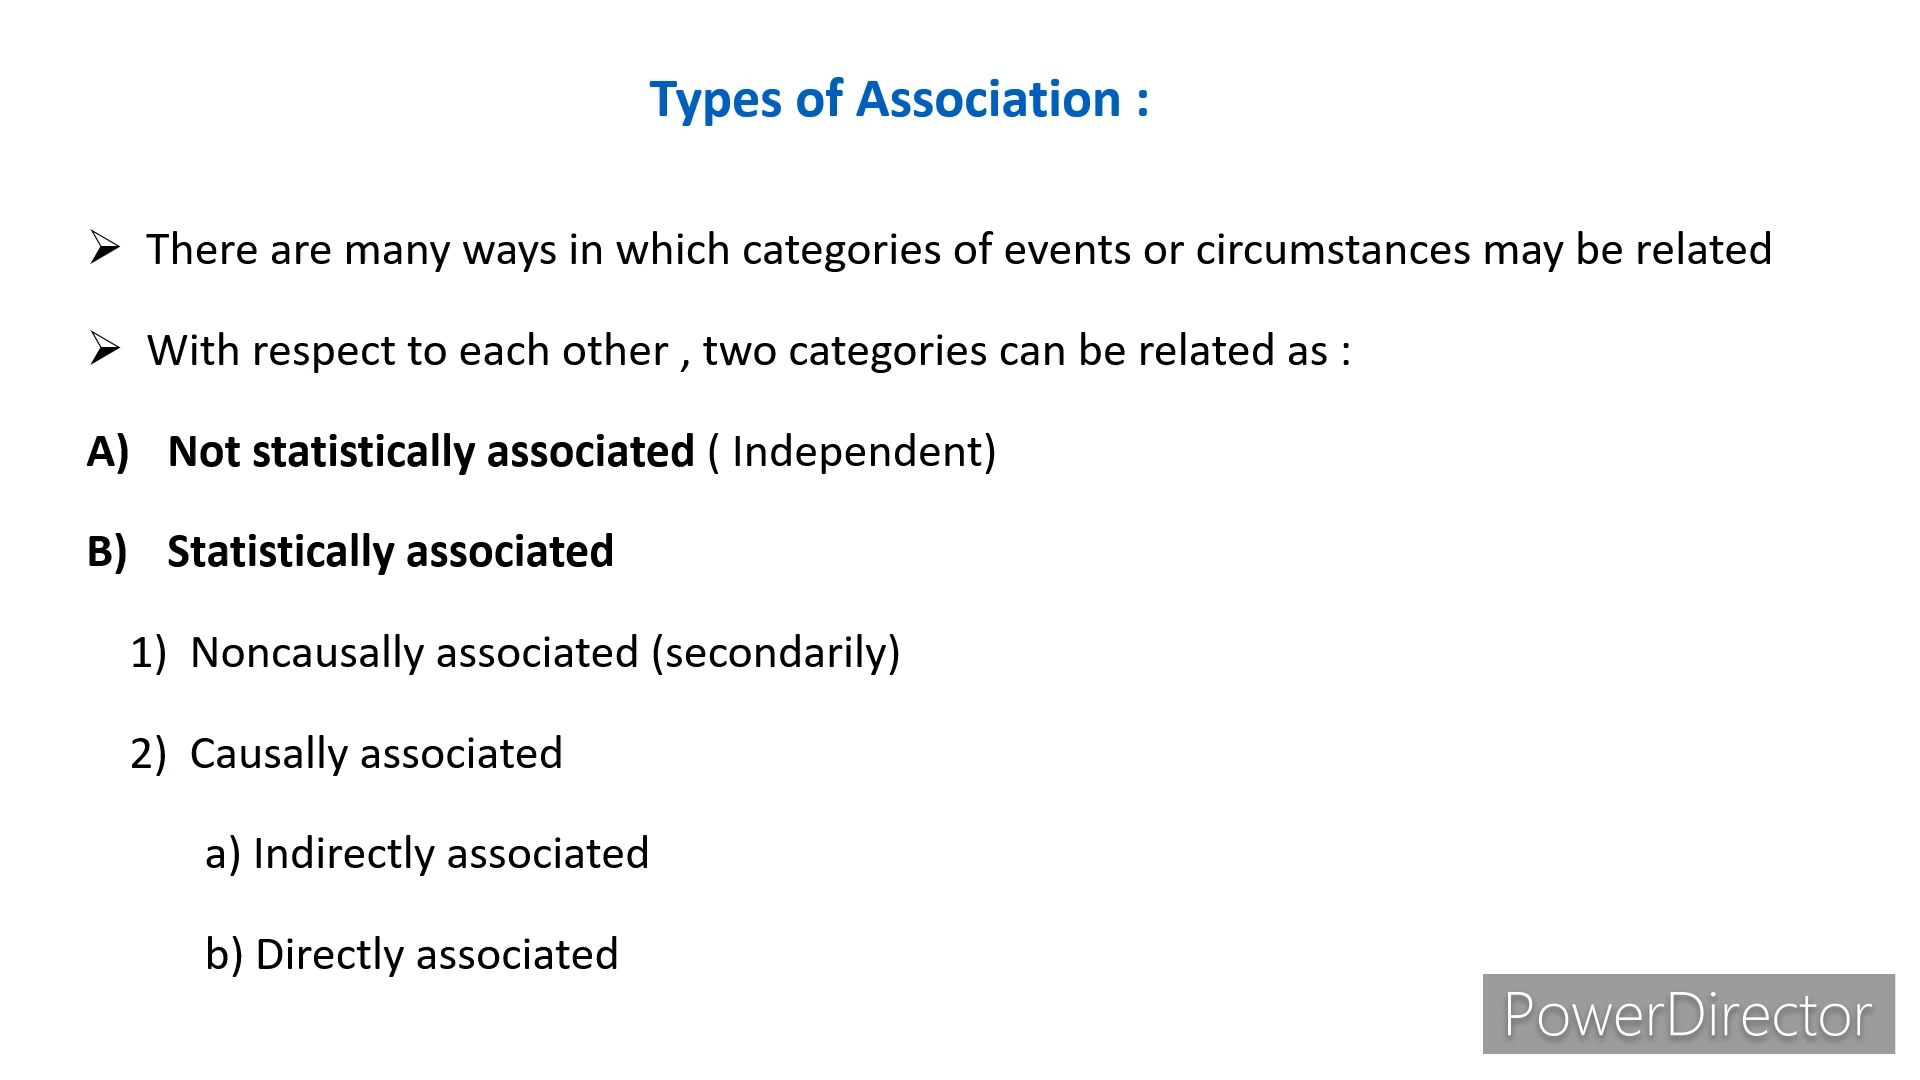 Types of Association :
➢ There are many ways in which categories of events or circumstances may be related
➢ With respect to each other , two categories can be related as :
A) Not statistically associated ( Independent)
B) Statistically associated
1) Noncausally associated (secondarily)
2) Causally associated
a) Indirectly associated
b) Directly associated
PowerDirector